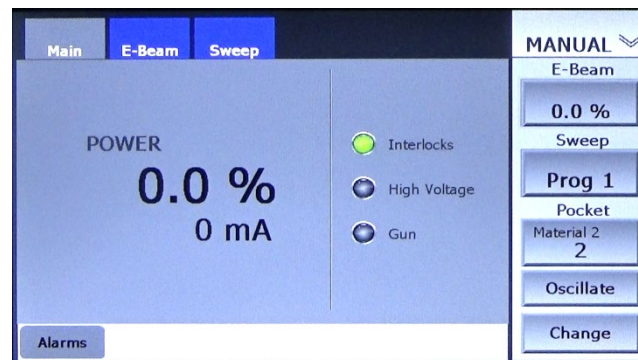 Main
E-Beam
Sweep
POWER
0.0 %
0 mA
Interlocks
High Voltage
Gun
Alarms
MANUAL
E-Beam
0.0 %
Sweep
Prog 1
Pocket
Material 2
2
Oscillate
Change